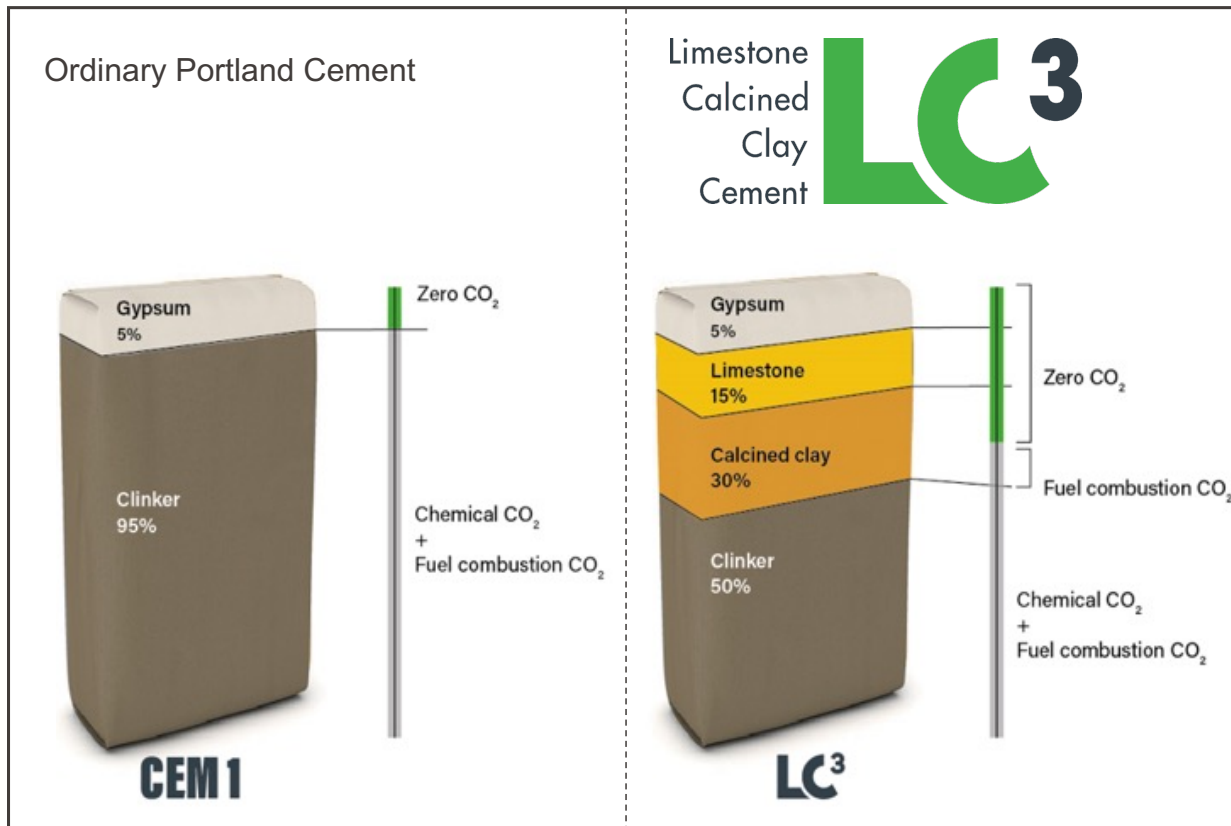 Ordinary Portland Cement
Gypsum
5%
Clinker
95%
Zero CO₂
Chemical CO₂
+
Fuel combustion CO₂
CEM 1
Limestone
Calcined
Clay
Cement
LC³
Gypsum
5%
Limestone
15%
Calcined clay
30%
Clinker
50%
Zero CO₂
Fuel combustion CO₂
Chemical CO₂
+
Fuel combustion CO₂
LC³